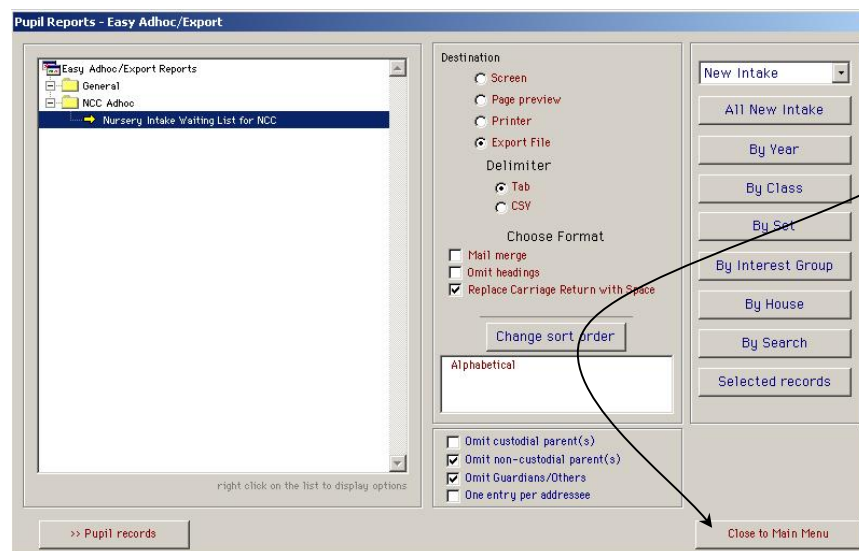 Pupil Reports - Easy Adhoc/Export
Easy Adhoc/Export Reports
General
NCC Adhoc
Nursery Intake Waiting List for NCC
right click on the list to display options
>> Pupil records
Destination
Screen
Page preview
Printer
Export File
Delimiter
Tab
CSV
Choose Format
Mail merge
Omit headings
Replace Carriage Return with Space
Change sort order
Alphabetical
Omit custodial parent(s)
Omit non-custodial parent(s)
Omit Guardians/Others
One entry per addressee
New Intake
All New Intake
By Year
By Class
By Set
By Interest Group
By House
By Search
Selected records
Close to Main Menu